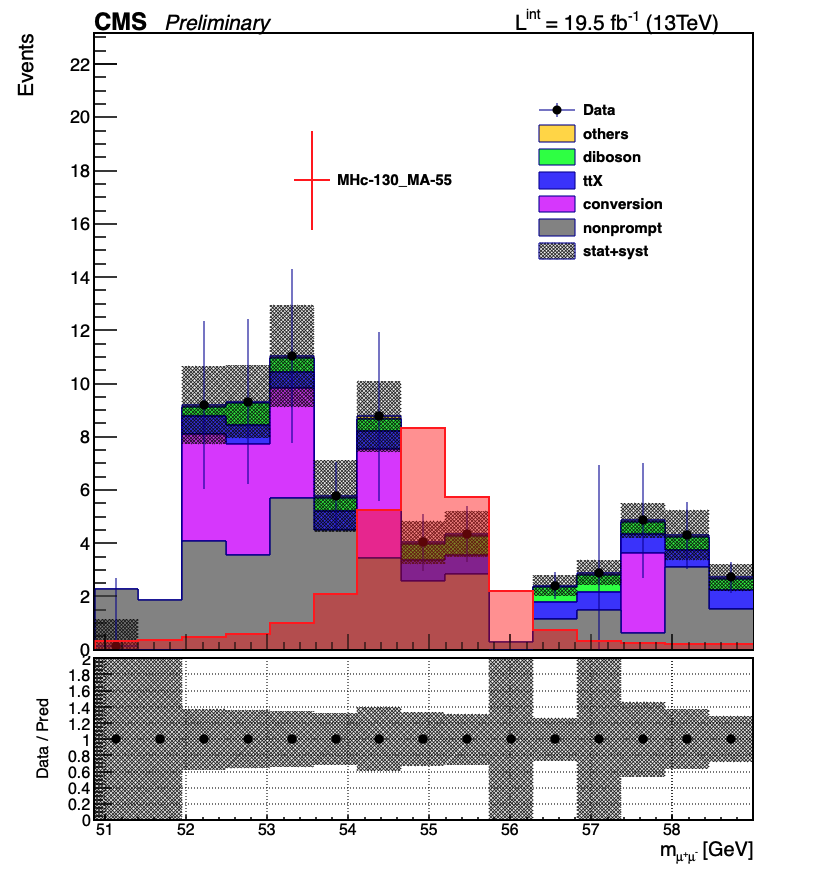 CMS Preliminary L^int = 19.5 fb^-1 (13TeV)
Events
22
20
18
16
14
12
10
8
6
4
2
0
MHc-130_MA-55
Data
others
diboson
ttX
conversion
nonprompt
stat+syst
Data / Pred
2
1.8
1.6
1.4
1.2
1
0.8
0.6
0.4
0.2
0
51 52 53 54 55 56 57 58
m_μ⁺μ⁻ [GeV]